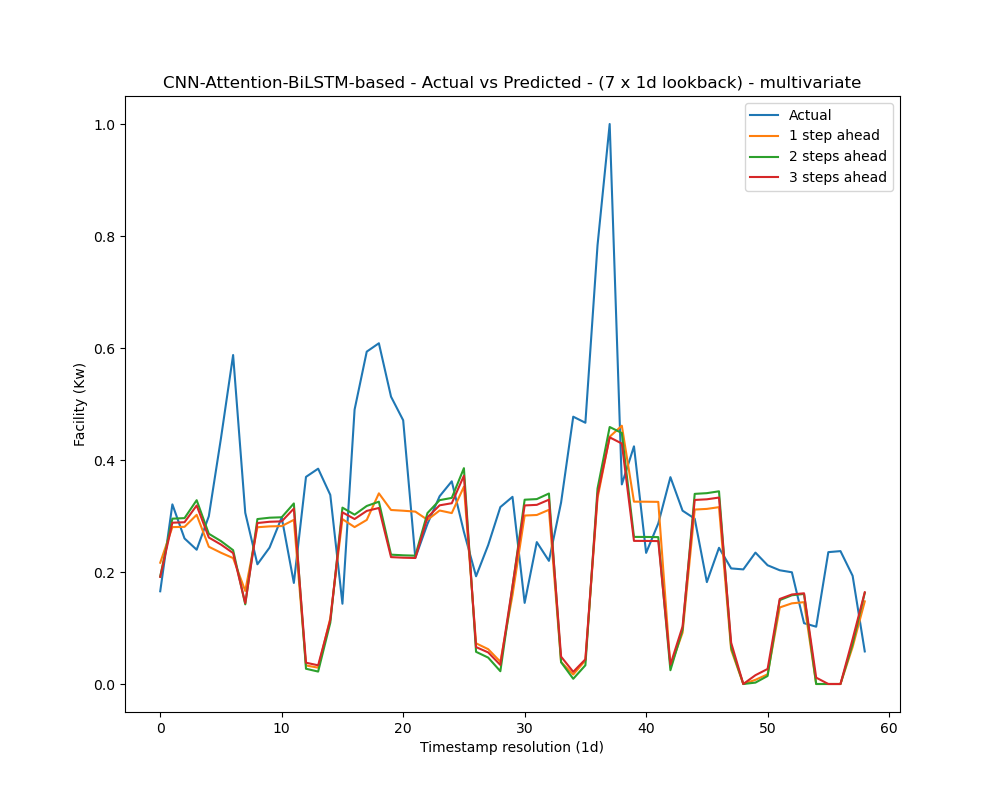 CNN-Attention-BiLSTM-based - Actual vs Predicted - (7 x 1d lookback) - multivariate
Actual
1 step ahead
2 steps ahead
3 steps ahead
1.0
0.8
0.6
0.4
0.2
0.0
Facility (Kw)
0 10 20 30 40 50 60
Timestamp resolution (1d)